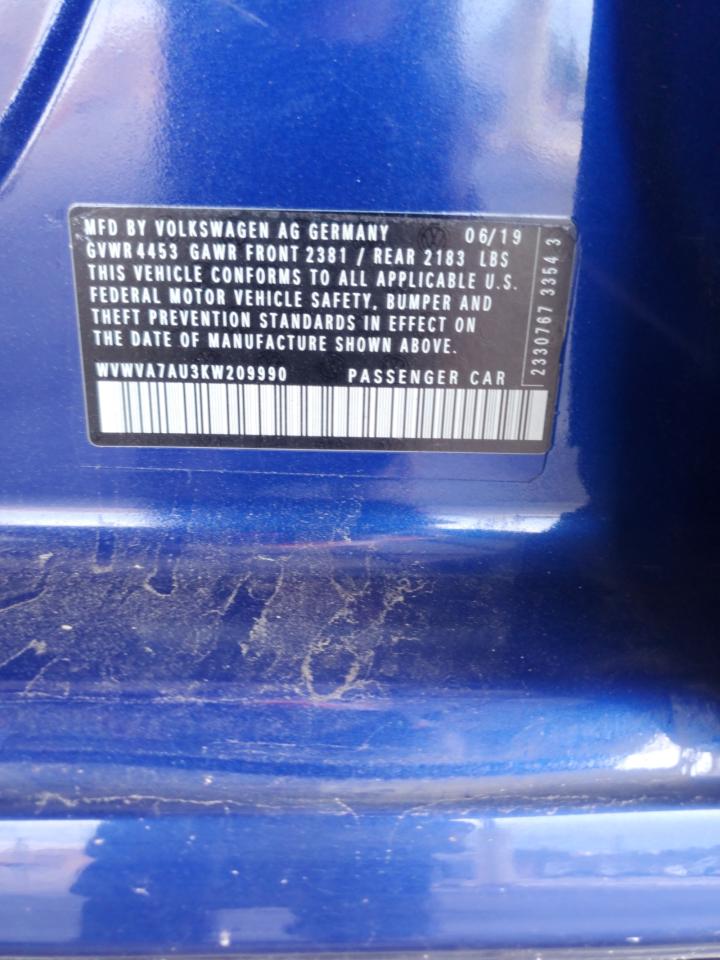 MFD BY VOLKSWAGEN AG GERMANY 06/19
GVWR 4453 GAWR FRONT 2381 / REAR 2183 LBS
THIS VEHICLE CONFORMS TO ALL APPLICABLE U.S.
FEDERAL MOTOR VEHICLE SAFETY, BUMPER AND
THEFT PREVENTION STANDARDS IN EFFECT ON
THE DATE OF MANUFACTURE SHOWN ABOVE.
WVWVA7AU3KW209990 PASSENGER CAR
2330767 3354 3